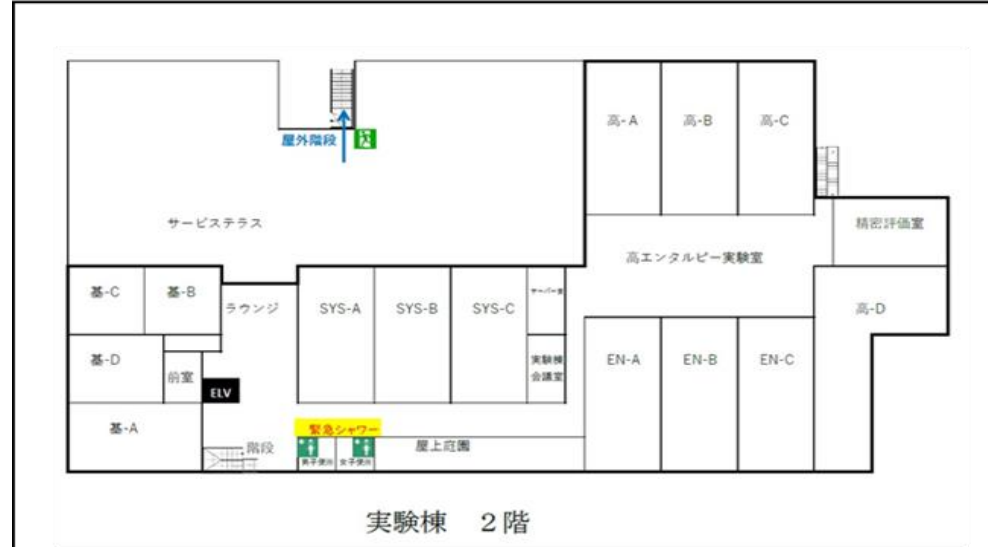 高-A
高-B
高-C
屋外階段
サービステラス
精密評価室
高エンタルピー実験室
基-C
基-B
ラウンジ
SYS-A
SYS-B
SYS-C
サーバー室
高-D
基-D
前室
ELV
実験棟
会議室
EN-A
EN-B
EN-C
基-A
緊急シャワー
階段
男子便所
女子便所
屋上庭園
実験棠 2階